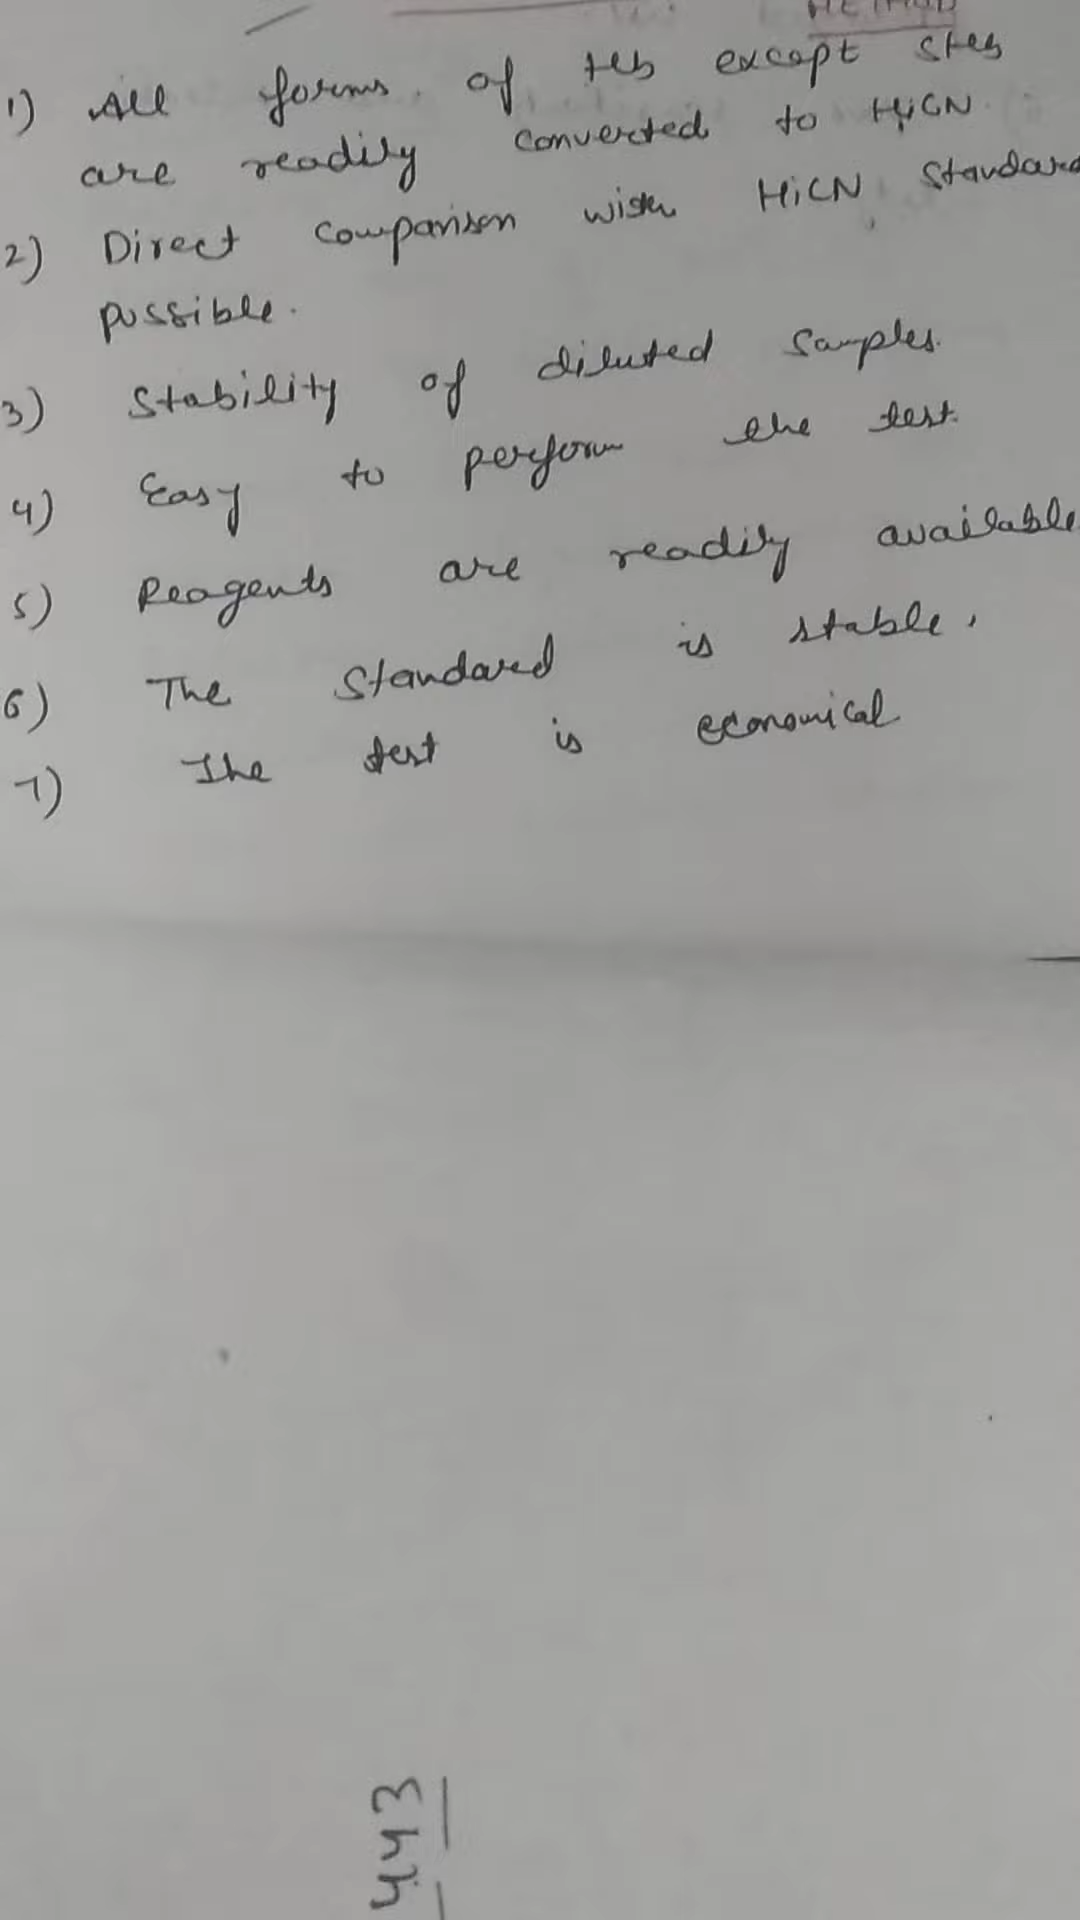 METHOD
1) All forms of Hb except SHb
are readily converted to HiCN
2) Direct comparison with HiCN standard
possible.
3) Stability of diluted samples.
4) Easy to perform the test.
5) Reagents are readily available
6) The standard is stable.
7) The test is economical
443